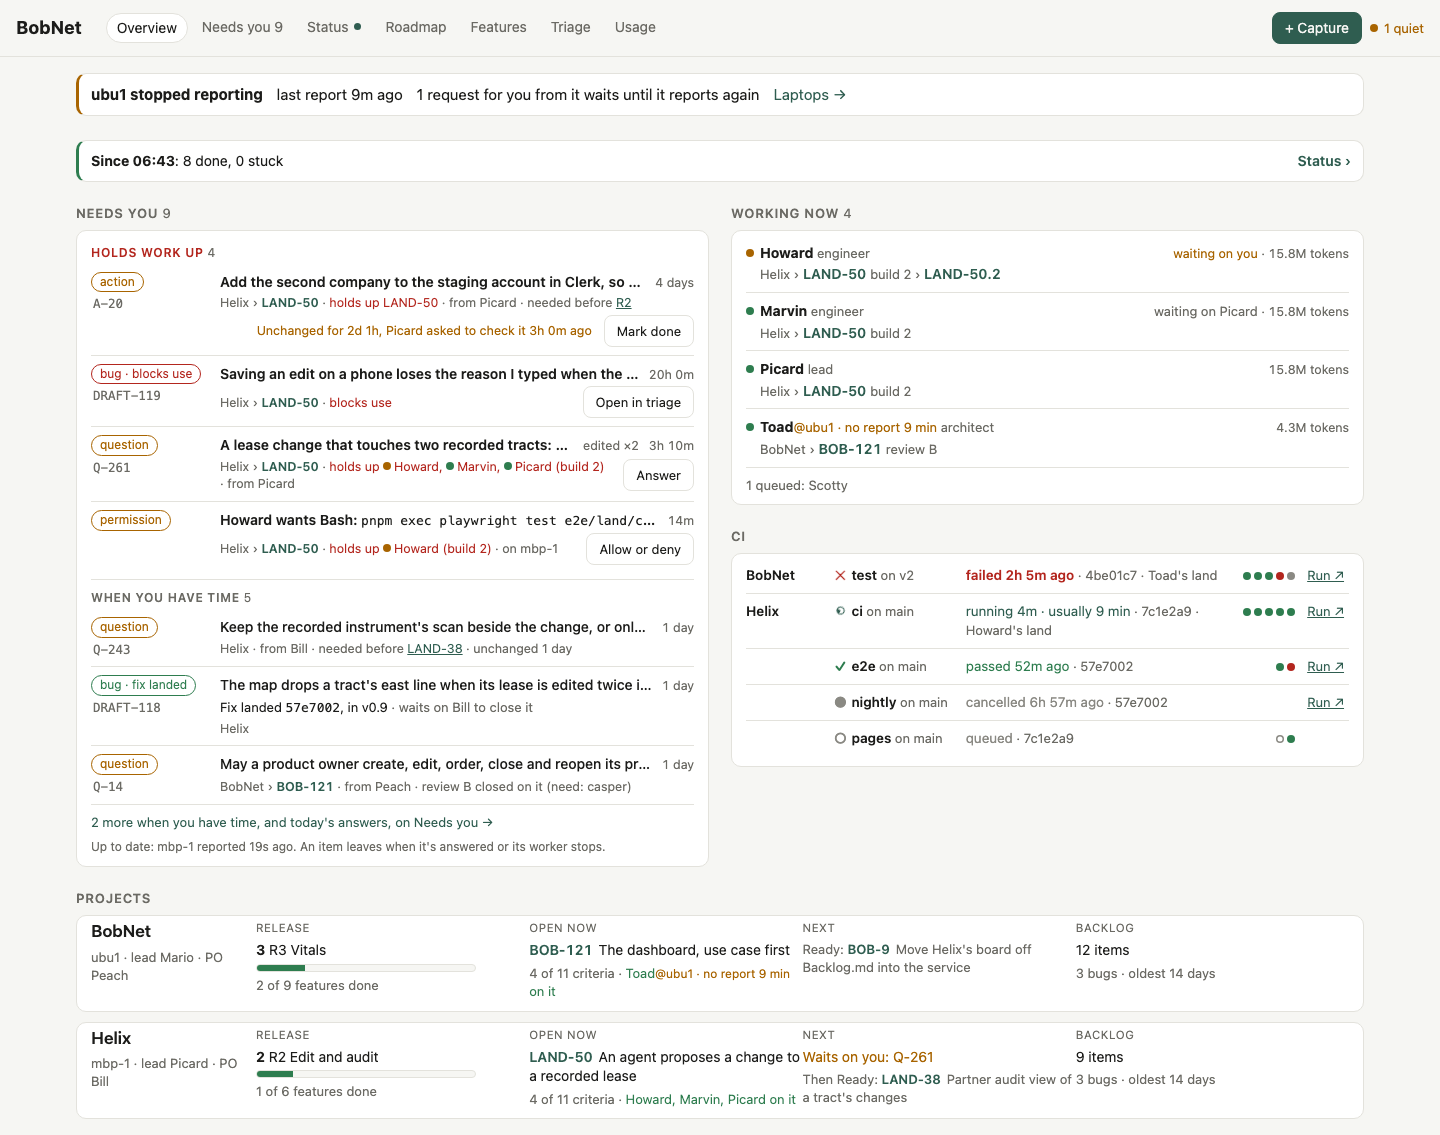 BobNet
Overview
Needs you 9
Status
Roadmap
Features
Triage
Usage
+ Capture
1 quiet
ubu1 stopped reporting last report 9m ago 1 request for you from it waits until it reports again Laptops →
Since 06:43: 8 done, 0 stuck
Status ›
NEEDS YOU 9
HOLDS WORK UP 4
action
A–20
Add the second company to the staging account in Clerk, so ... 4 days
Helix › LAND-50 · holds up LAND-50 · from Picard · needed before R2
Unchanged for 2d 1h, Picard asked to check it 3h 0m ago
Mark done
bug · blocks use
DRAFT–119
Saving an edit on a phone loses the reason I typed when the ... 20h 0m
Helix › LAND-50 · blocks use
Open in triage
question
Q–261
A lease change that touches two recorded tracts: ... edited ×2 3h 10m
Helix › LAND-50 · holds up Howard, Marvin, Picard (build 2)
· from Picard
Answer
permission
Howard wants Bash: pnpm exec playwright test e2e/land/c... 14m
Helix › LAND-50 · holds up Howard (build 2) · on mbp-1
Allow or deny
WHEN YOU HAVE TIME 5
question
Q–243
Keep the recorded instrument's scan beside the change, or onl... 1 day
Helix · from Bill · needed before LAND-38 · unchanged 1 day
bug · fix landed
DRAFT–118
The map drops a tract's east line when its lease is edited twice i... 1 day
Fix landed 57e7002, in v0.9 · waits on Bill to close it
Helix
question
Q–14
May a product owner create, edit, order, close and reopen its pr... 1 day
BobNet › BOB-121 · from Peach · review B closed on it (need: casper)
2 more when you have time, and today's answers, on Needs you →
Up to date: mbp-1 reported 19s ago. An item leaves when it's answered or its worker stops.
WORKING NOW 4
Howard engineer
waiting on you · 15.8M tokens
Helix › LAND-50 build 2 › LAND-50.2
Marvin engineer
waiting on Picard · 15.8M tokens
Helix › LAND-50 build 2
Picard lead
15.8M tokens
Helix › LAND-50 build 2
Toad@ubu1 · no report 9 min architect
4.3M tokens
BobNet › BOB-121 review B
1 queued: Scotty
CI
BobNet
test on v2
failed 2h 5m ago · 4be01c7 · Toad's land
Run ↗
Helix
ci on main
running 4m · usually 9 min · 7c1e2a9 ·
Howard's land
Run ↗
e2e on main
passed 52m ago · 57e7002
Run ↗
nightly on main
cancelled 6h 57m ago · 57e7002
Run ↗
pages on main
queued · 7c1e2a9
PROJECTS
BobNet
ubu1 · lead Mario · PO
Peach
RELEASE
3 R3 Vitals
2 of 9 features done
OPEN NOW
BOB-121 The dashboard, use case first
4 of 11 criteria · Toad@ubu1 · no report 9 min
on it
NEXT
Ready: BOB-9 Move Helix's board off
Backlog.md into the service
BACKLOG
12 items
3 bugs · oldest 14 days
Helix
mbp-1 · lead Picard · PO
Bill
RELEASE
2 R2 Edit and audit
1 of 6 features done
OPEN NOW
LAND-50 An agent proposes a change to
a recorded lease
4 of 11 criteria · Howard, Marvin, Picard on it
NEXT
Waits on you: Q-261
Then Ready: LAND-38 Partner audit view of
a tract's changes
BACKLOG
9 items
3 bugs · oldest 14 days